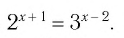 2^{x + 1} = 3^{x − 2}.